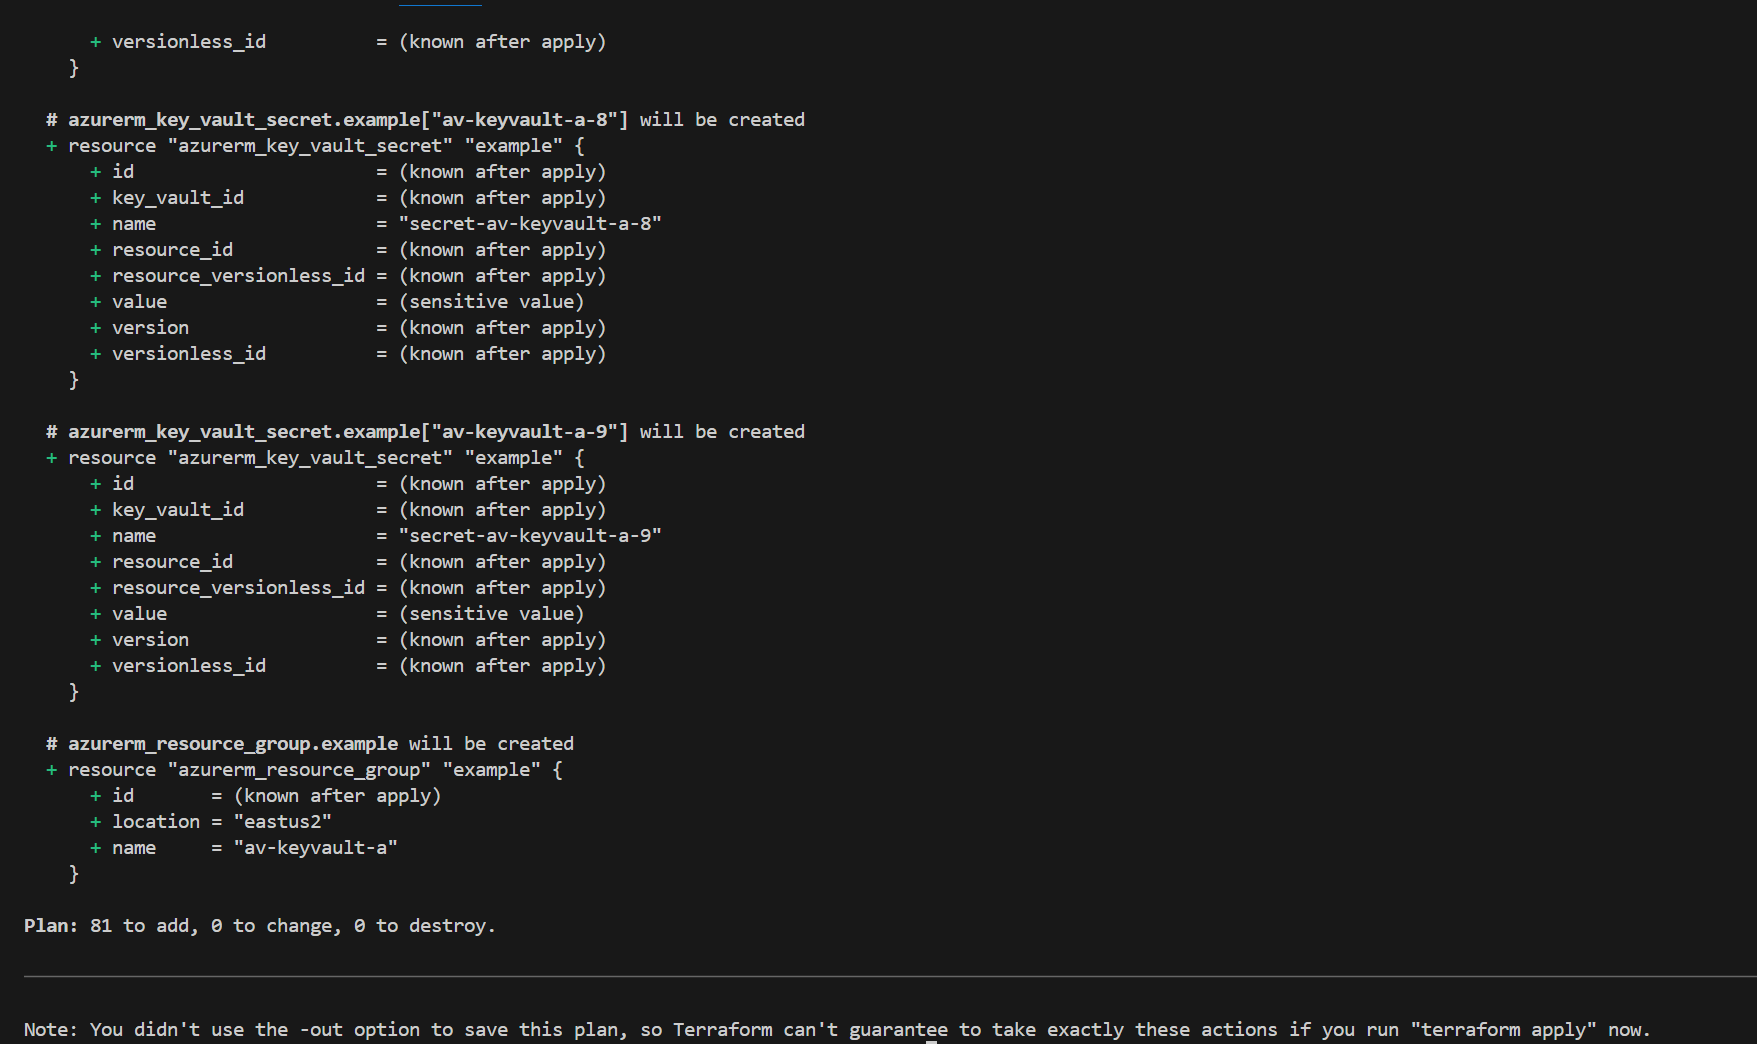 + versionless_id          = (known after apply)
}
# azurerm_key_vault_secret.example["av-keyvault-a-8"] will be created
+ resource "azurerm_key_vault_secret" "example" {
+ id                      = (known after apply)
+ key_vault_id            = (known after apply)
+ name                    = "secret-av-keyvault-a-8"
+ resource_id             = (known after apply)
+ resource_versionless_id = (known after apply)
+ value                   = (sensitive value)
+ version                 = (known after apply)
+ versionless_id          = (known after apply)
}
# azurerm_key_vault_secret.example["av-keyvault-a-9"] will be created
+ resource "azurerm_key_vault_secret" "example" {
+ id                      = (known after apply)
+ key_vault_id            = (known after apply)
+ name                    = "secret-av-keyvault-a-9"
+ resource_id             = (known after apply)
+ resource_versionless_id = (known after apply)
+ value                   = (sensitive value)
+ version                 = (known after apply)
+ versionless_id          = (known after apply)
}
# azurerm_resource_group.example will be created
+ resource "azurerm_resource_group" "example" {
+ id       = (known after apply)
+ location = "eastus2"
+ name     = "av-keyvault-a"
}
Plan: 81 to add, 0 to change, 0 to destroy.
Note: You didn't use the -out option to save this plan, so Terraform can't guarantee to take exactly these actions if you run "terraform apply" now.